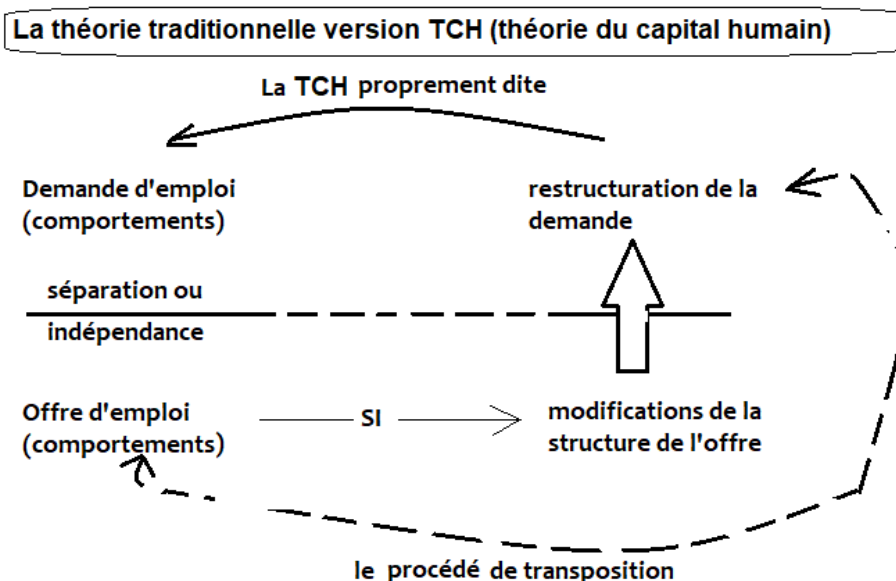 La théorie traditionnelle version TCH (théorie du capital humain)
La TCH proprement dite
Demande d'emploi
(comportements)
restructuration de la
demande
séparation ou
indépendance
Offre d'emploi
(comportements)
SI
modifications de la
structure de l'offre
le procédé de transposition